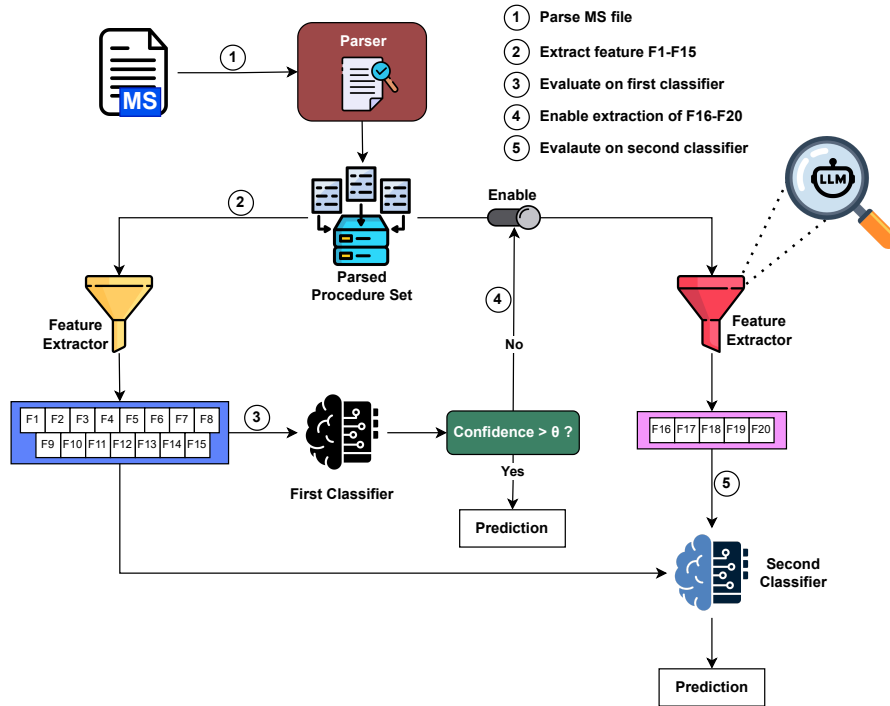 1 Parse MS file
2 Extract feature F1-F15
3 Evaluate on first classifier
4 Enable extraction of F16-F20
5 Evalaute on second classifier
MS
1
Parser
LLM
2
Enable
Parsed
Procedure Set
4
Feature
Extractor
Feature
Extractor
No
F1 F2 F3 F4 F5 F6 F7 F8
F9 F10 F11 F12 F13 F14 F15
3
First Classifier
Confidence > θ ?
Yes
Prediction
F16 F17 F18 F19 F20
5
Second
Classifier
Prediction